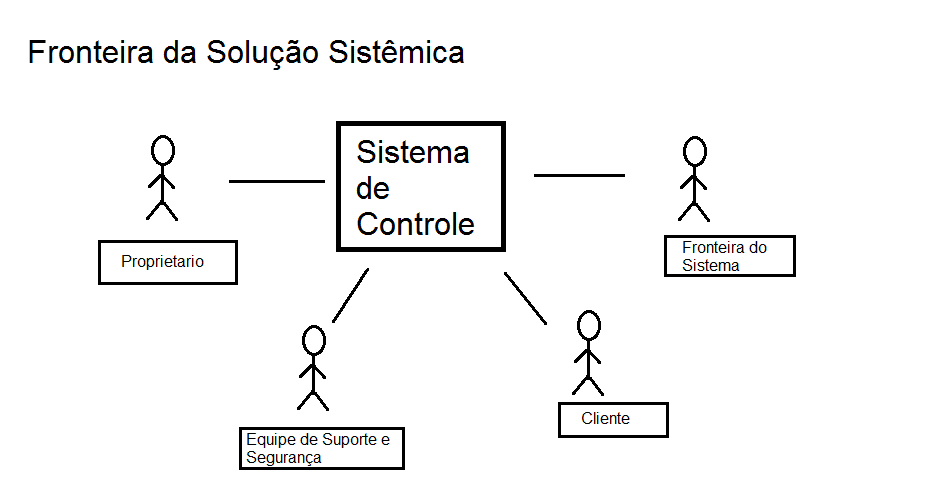 Fronteira da Solução Sistêmica
Sistema
de
Controle
Proprietario
Fronteira do
Sistema
Equipe de Suporte e
Segurança
Cliente